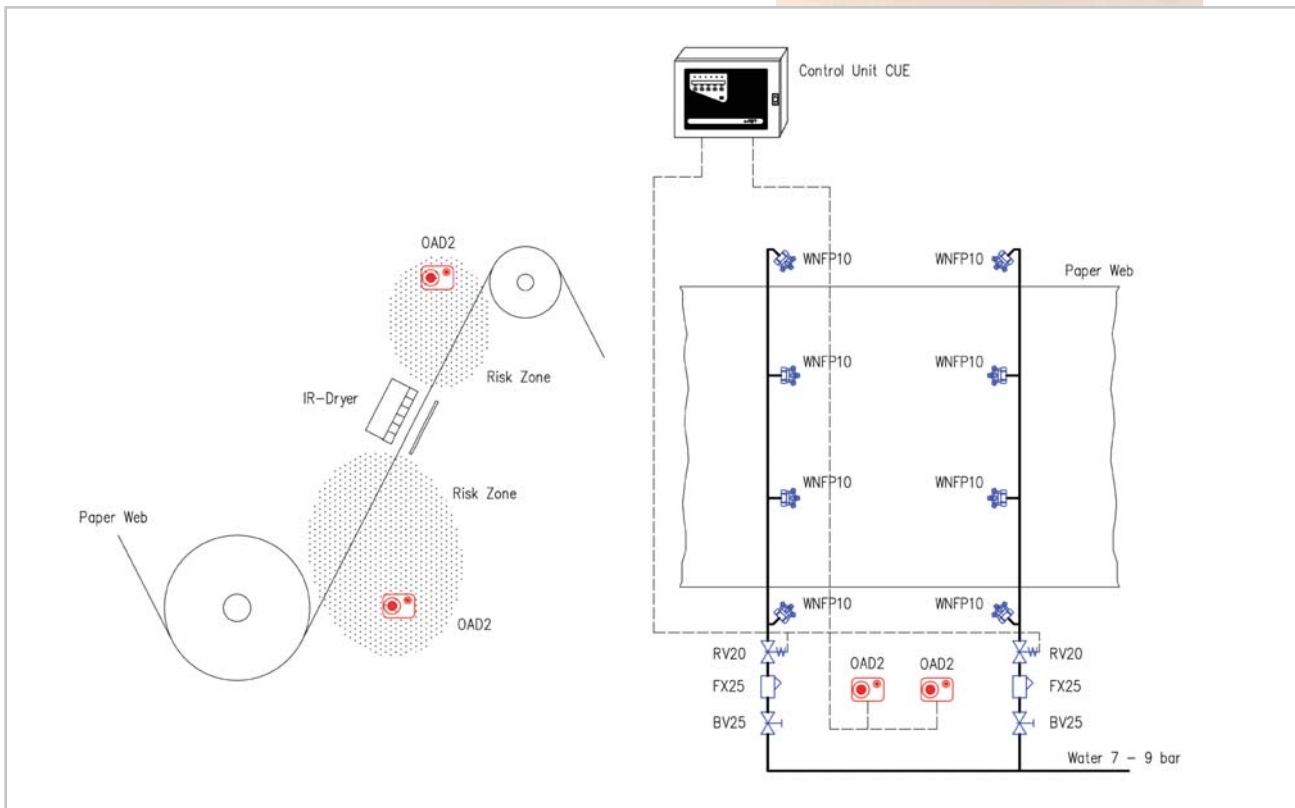 Control Unit CUE
OAD2
WNFP10
WNFP10
Paper Web
Risk Zone
WNFP10
WNFP10
IR-Dryer
Risk Zone
WNFP10
WNFP10
Paper Web
OAD2
WNFP10
WNFP10
RV20
OAD2
OAD2
RV20
FX25
FX25
BV25
BV25
Water 7 - 9 bar